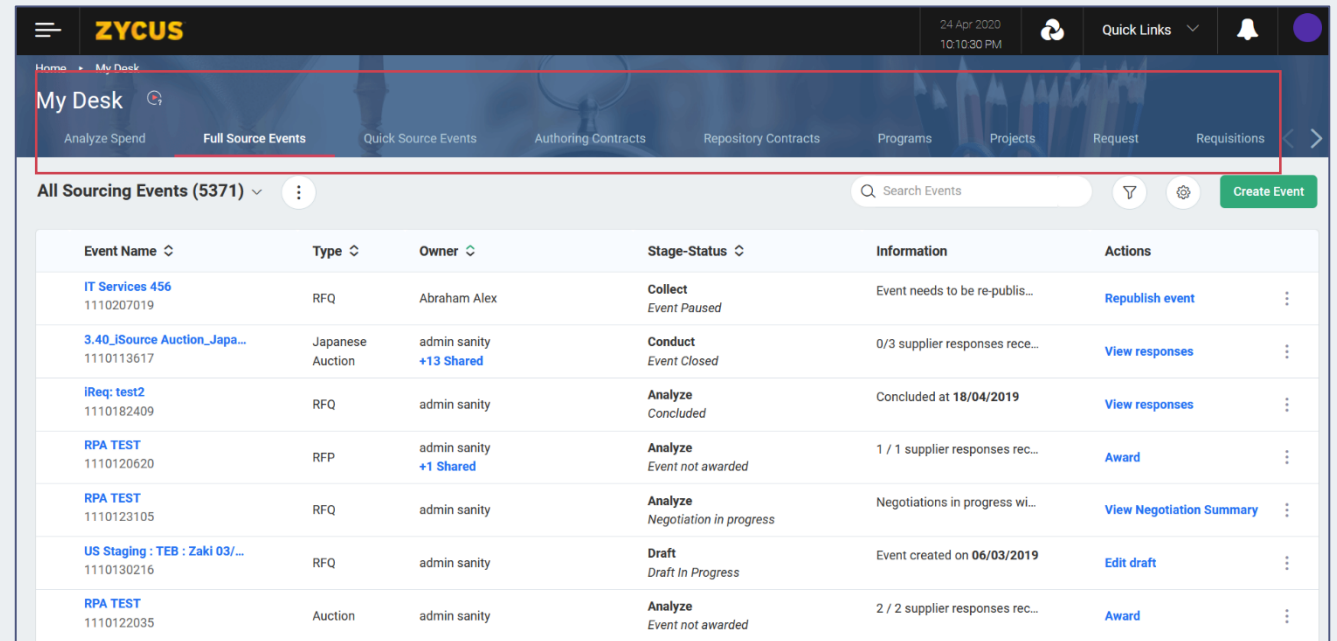 ZYCUS
24 Apr 2020
10:10:30 PM
Quick Links
Home ▸ My Desk
My Desk
Analyze Spend Full Source Events Quick Source Events Authoring Contracts Repository Contracts Programs Projects Request Requisitions
All Sourcing Events (5371)
Search Events
Create Event
Event Name Type Owner Stage-Status Information Actions
IT Services 456
1110207019
RFQ
Abraham Alex
Collect
Event Paused
Event needs to be re-publis...
Republish event
3.40_iSource Auction_Japa...
1110113617
Japanese
Auction
admin sanity
+13 Shared
Conduct
Event Closed
0/3 supplier responses rece...
View responses
iReq: test2
1110182409
RFQ
admin sanity
Analyze
Concluded
Concluded at 18/04/2019
View responses
RPA TEST
1110120620
RFP
admin sanity
+1 Shared
Analyze
Event not awarded
1 / 1 supplier responses rec...
Award
RPA TEST
1110123105
RFQ
admin sanity
Analyze
Negotiation in progress
Negotiations in progress wi...
View Negotiation Summary
US Staging : TEB : Zaki 03/...
1110130216
RFQ
admin sanity
Draft
Draft In Progress
Event created on 06/03/2019
Edit draft
RPA TEST
1110122035
Auction
admin sanity
Analyze
Event not awarded
2 / 2 supplier responses rec...
Award